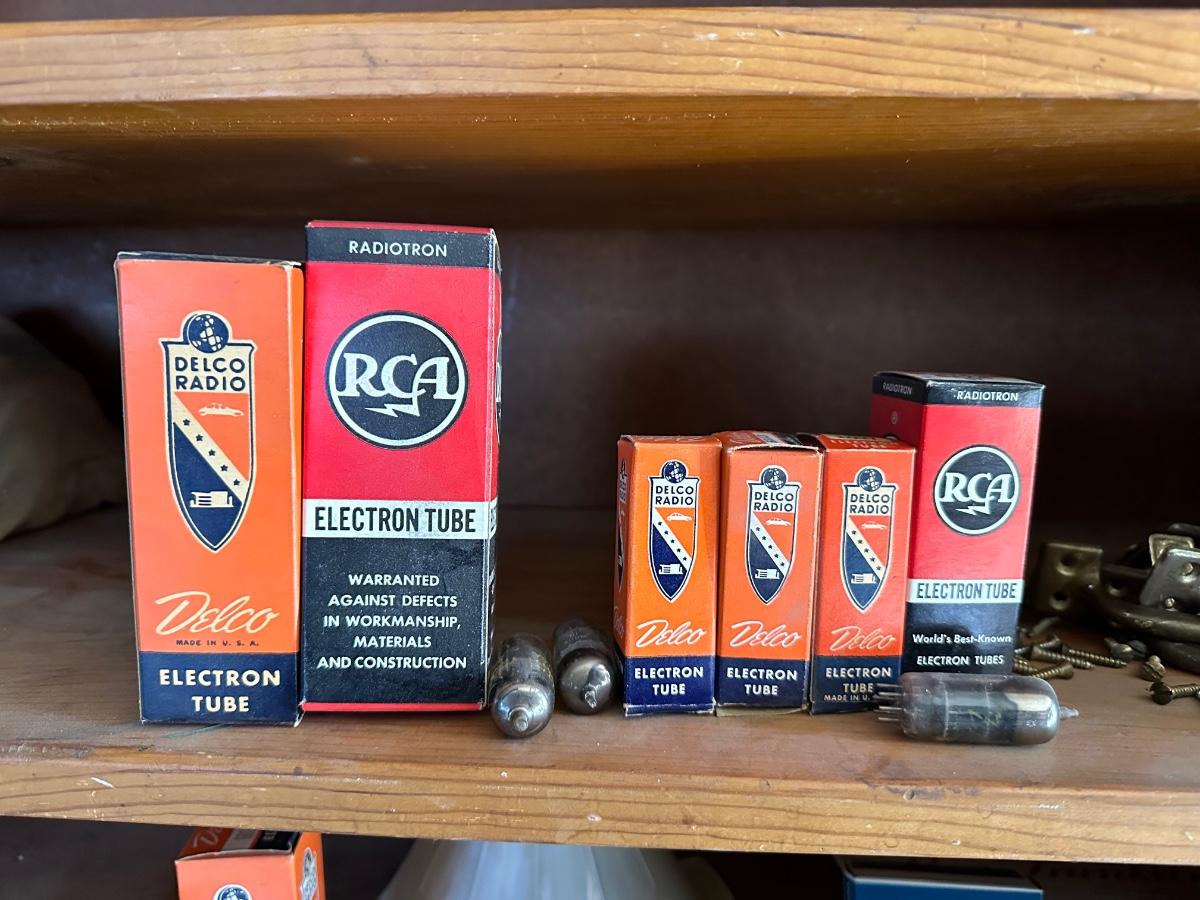 DELCO
RADIO
Delco
MADE IN U. S. A.
ELECTRON
TUBE
RADIOTRON
RCA
ELECTRON TUBE
WARRANTED
AGAINST DEFECTS
IN WORKMANSHIP,
MATERIALS
AND CONSTRUCTION
DELCO
RADIO
Delco
ELECTRON
TUBE
DELCO
RADIO
Delco
ELECTRON
TUBE
DELCO
RADIO
Delco
ELECTRON
TUBE
MADE IN U.
RADIOTRON
-RADIOTRON
®
RCA
ELECTRON TUBE
World's Best-Known
ELECTRON TUBES